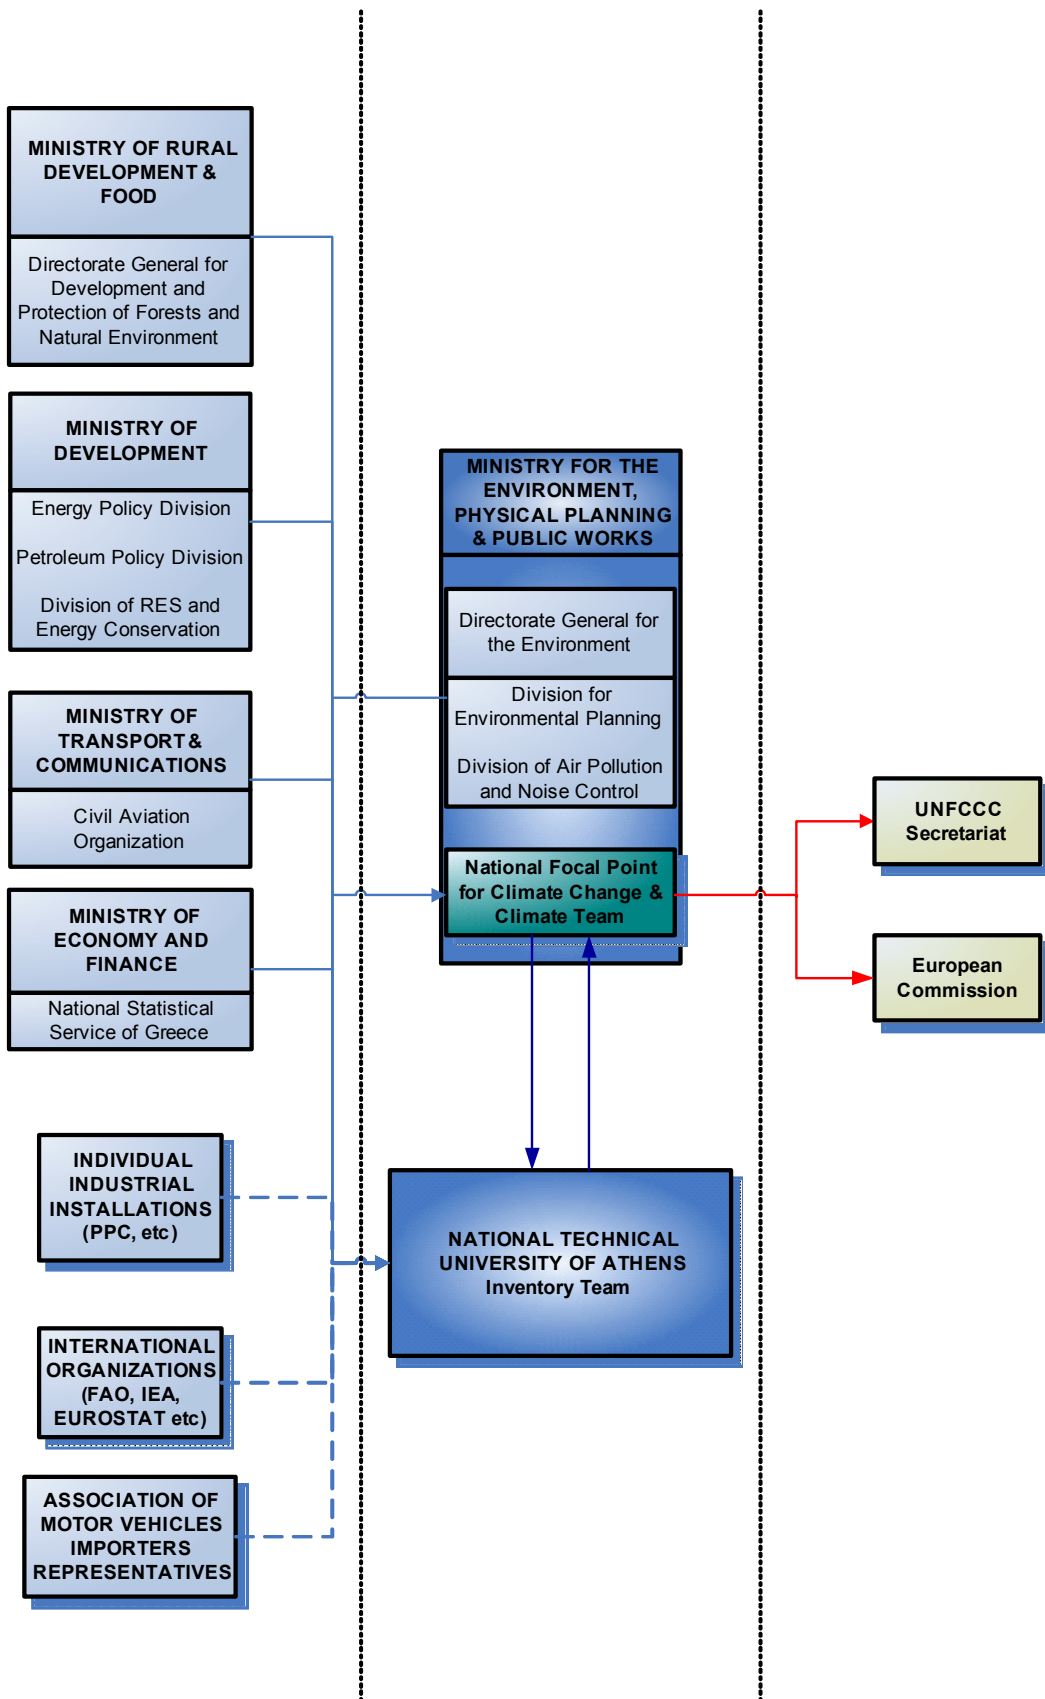 MINISTRY OF RURAL
DEVELOPMENT &
FOOD
Directorate General for
Development and
Protection of Forests and
Natural Environment
MINISTRY OF
DEVELOPMENT
Energy Policy Division
Petroleum Policy Division
Division of RES and
Energy Conservation
MINISTRY OF
TRANSPORT &
COMMUNICATIONS
Civil Aviation
Organization
MINISTRY OF
ECONOMY AND
FINANCE
National Statistical
Service of Greece
INDIVIDUAL
INDUSTRIAL
INSTALLATIONS
(PPC, etc)
INTERNATIONAL
ORGANIZATIONS
(FAO, IEA,
EUROSTAT etc)
ASSOCIATION OF
MOTOR VEHICLES
IMPORTERS
REPRESENTATIVES
MINISTRY FOR THE
ENVIRONMENT,
PHYSICAL PLANNING
& PUBLIC WORKS
Directorate General for
the Environment
Division for
Environmental Planning
Division of Air Pollution
and Noise Control
National Focal Point
for Climate Change &
Climate Team
NATIONAL TECHNICAL
UNIVERSITY OF ATHENS
Inventory Team
UNFCCC
Secretariat
European
Commission